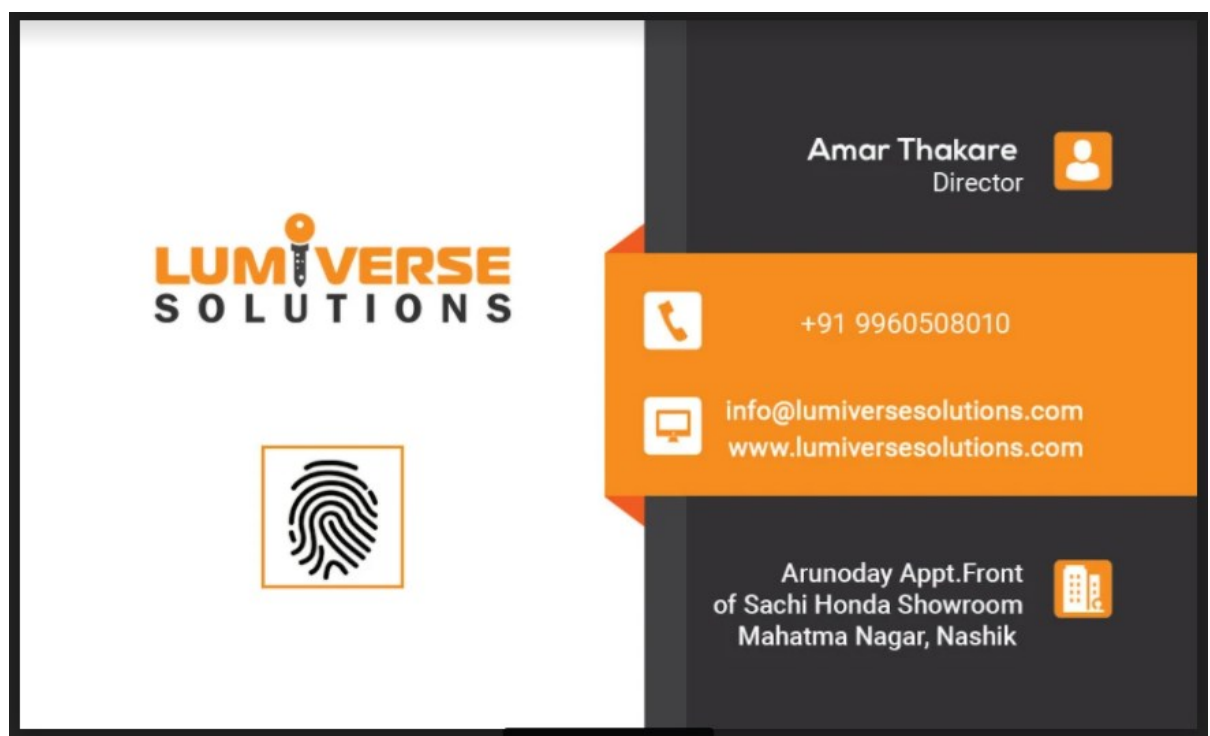 LUMIVERSE
SOLUTIONS
Amar Thakare
Director
+91 9960508010
info@lumiversesolutions.com
www.lumiversesolutions.com
Arunoday Appt.Front
of Sachi Honda Showroom
Mahatma Nagar, Nashik